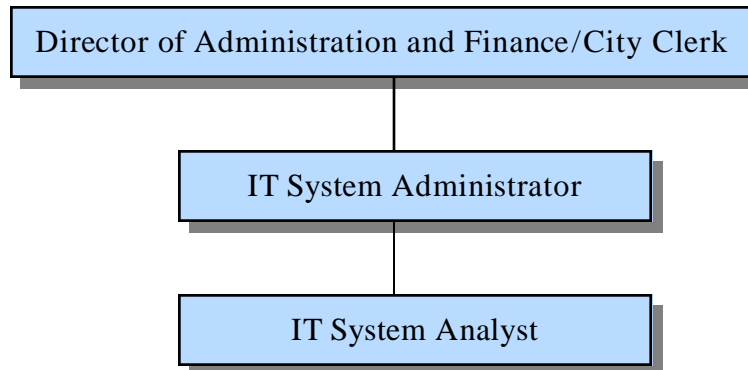 Director of Administration and Finance/City Clerk
IT System Administrator
IT System Analyst